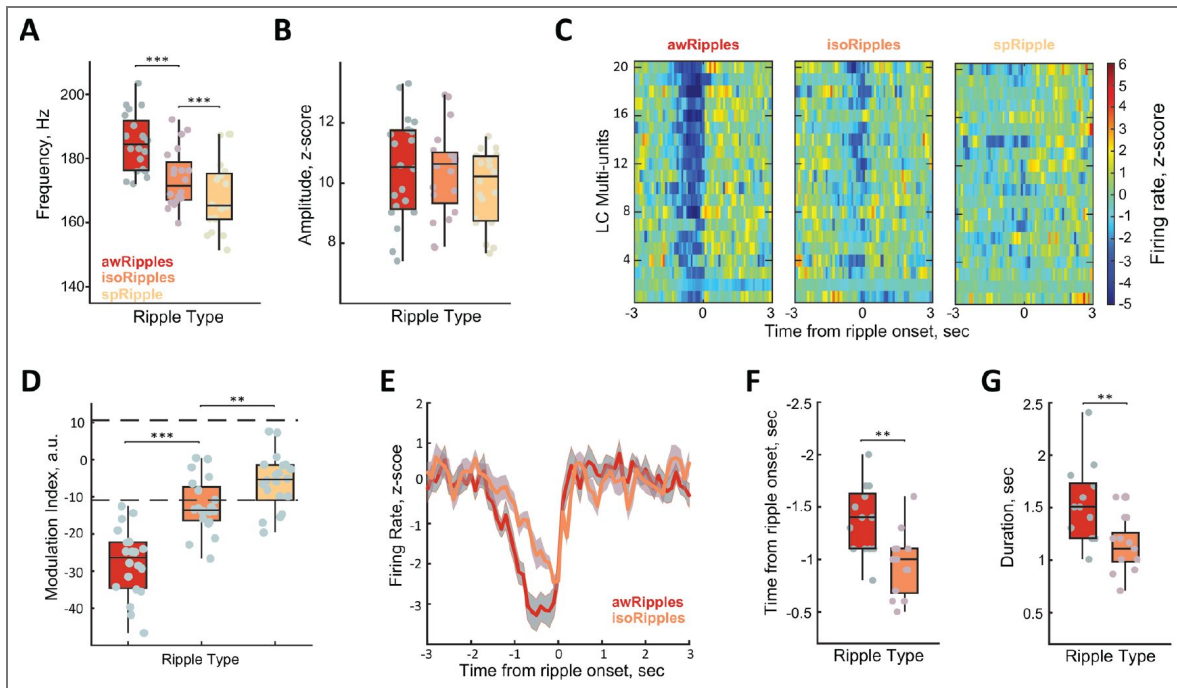 A
Frequency, Hz
200
180
160
140
***
***
awRipples
isoRipples
spRipple
Ripple Type
B
Amplitude, z-score
12
10
8
Ripple Type
C
awRipples
isoRipples
spRipple
LC Multi-units
20
16
12
8
4
-3 0 3
-3 0 3
-3 0 3
Time from ripple onset, sec
6
5
4
3
2
1
0
-1
-2
-3
-4
-5
Firing rate, z-score
D
Modulation Index, a.u.
10
0
-10
-20
-30
-40
***
**
Ripple Type
E
Firing Rate, z-scoe
2
1
0
-1
-2
-3
awRipples
isoRipples
-3 -2 -1 0 1 2 3
Time from ripple onset, sec
F
Time from ripple onset, sec
-2.5
-2
-1.5
-1
-0.5
**
Ripple Type
G
Duration, sec
2.5
2
1.5
1
0.5
**
Ripple Type